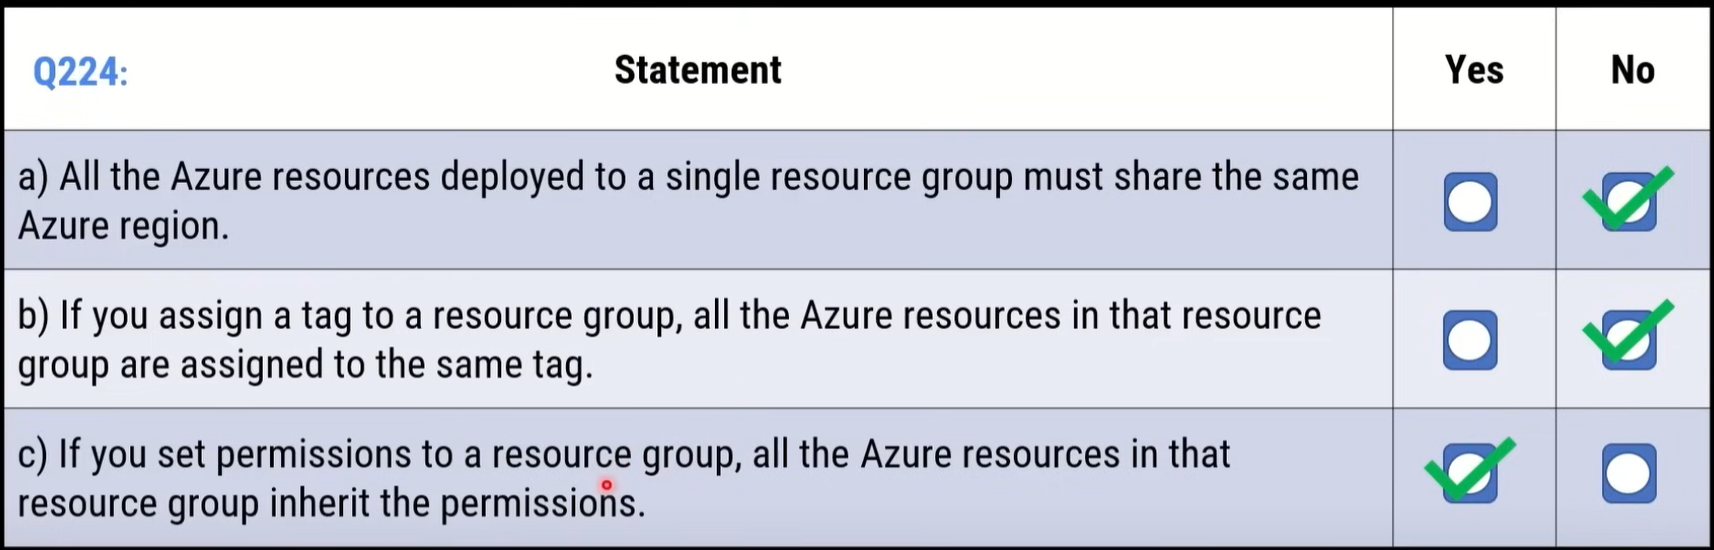 Q224: Statement Yes No
a) All the Azure resources deployed to a single resource group must share the same
Azure region.
b) If you assign a tag to a resource group, all the Azure resources in that resource
group are assigned to the same tag.
c) If you set permissions to a resource group, all the Azure resources in that
resource group inherit the permissions.